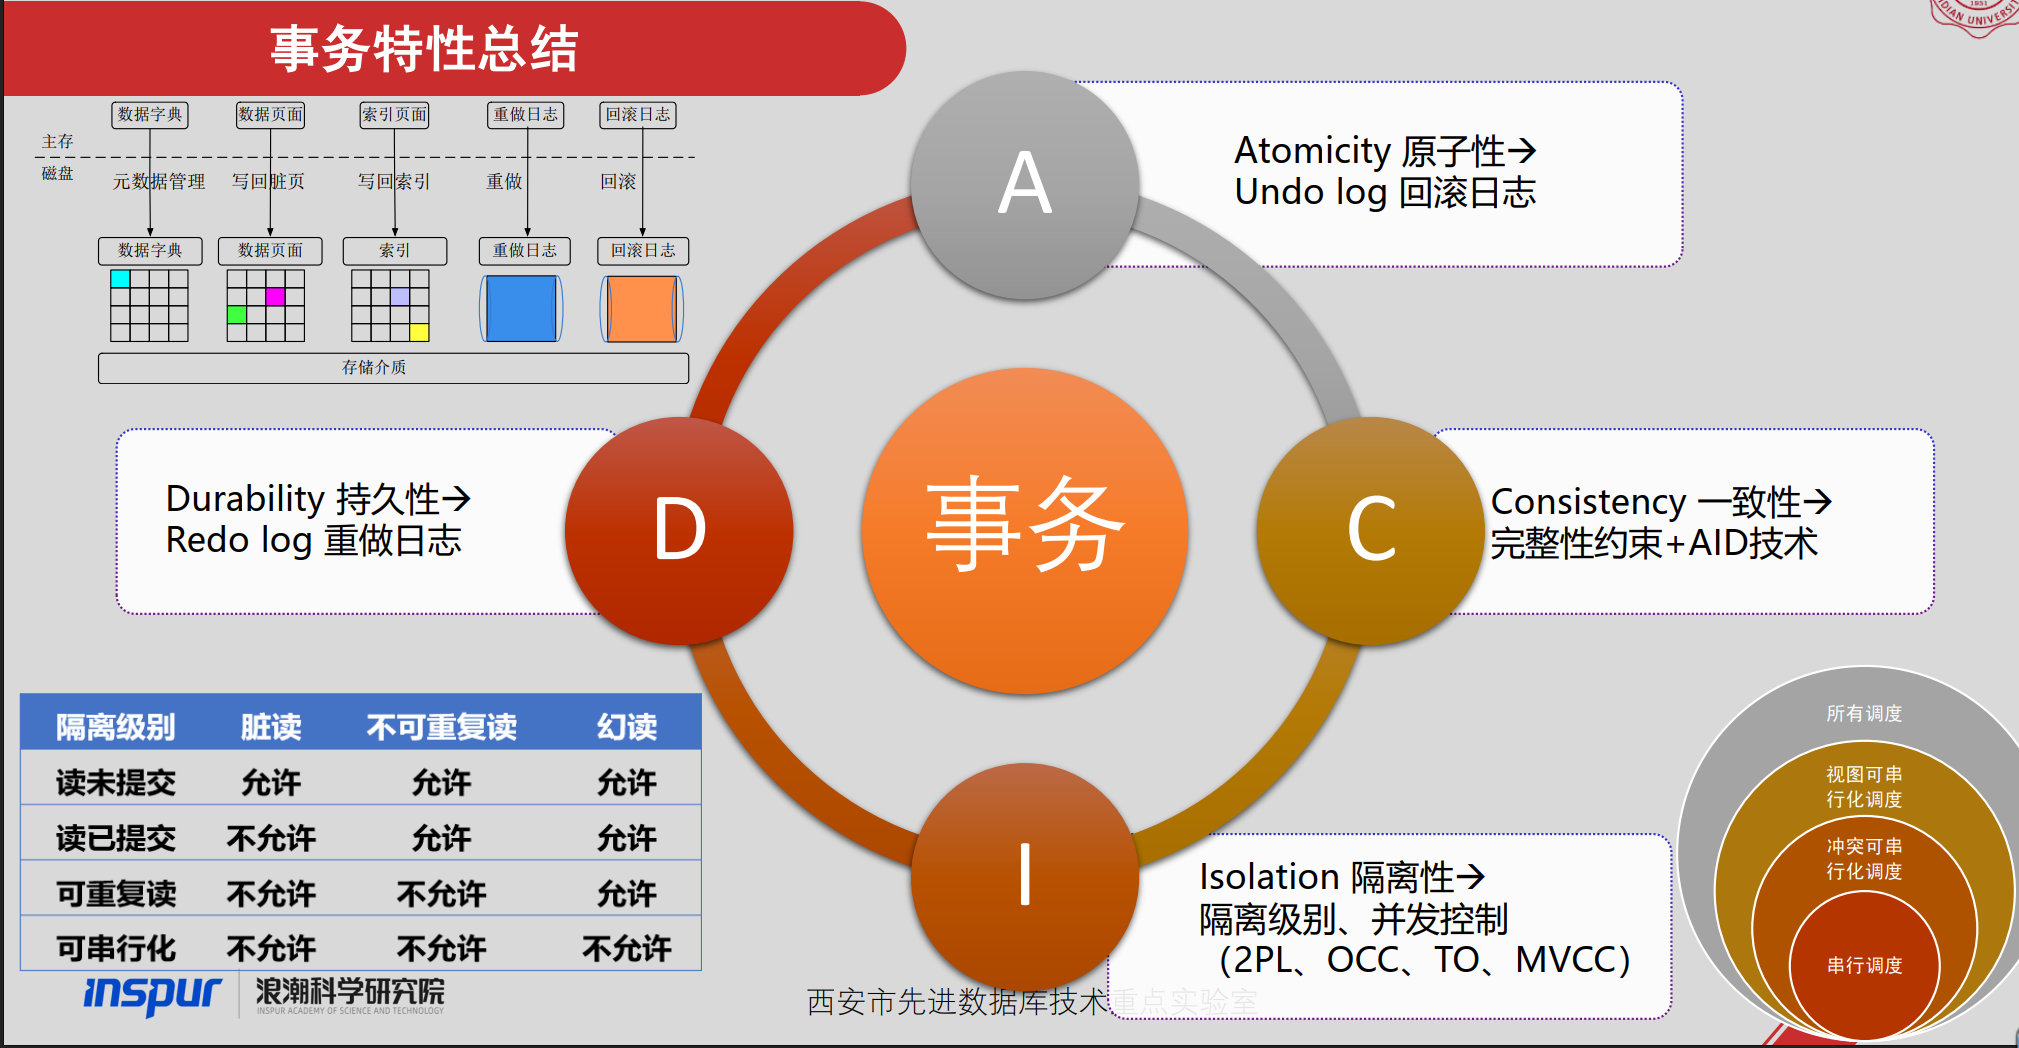 事务特性总结
1931
DIAN UNIVERSI
数据字典
数据页面
索引页面
重做日志
回滚日志
主存
磁盘
元数据管理
写回脏页
写回索引
重做
回滚
数据字典
数据页面
索引
重做日志
回滚日志
存储介质
A
Atomicity 原子性→
Undo log 回滚日志
Durability 持久性→
Redo log 重做日志
D
事务
C
Consistency 一致性→
完整性约束+AID技术
I
Isolation 隔离性→
隔离级别、并发控制
（2PL、OCC、TO、MVCC）
隔离级别 脏读 不可重复读 幻读
读未提交 允许 允许 允许
读已提交 不允许 允许 允许
可重复读 不允许 不允许 允许
可串行化 不允许 不允许 不允许
所有调度
视图可串
行化调度
冲突可串
行化调度
串行调度
inspur 浪潮科学研究院
INSPUR ACADEMY OF SCIENCE AND TECHNOLOGY
西安市先进数据库技术重点实验室